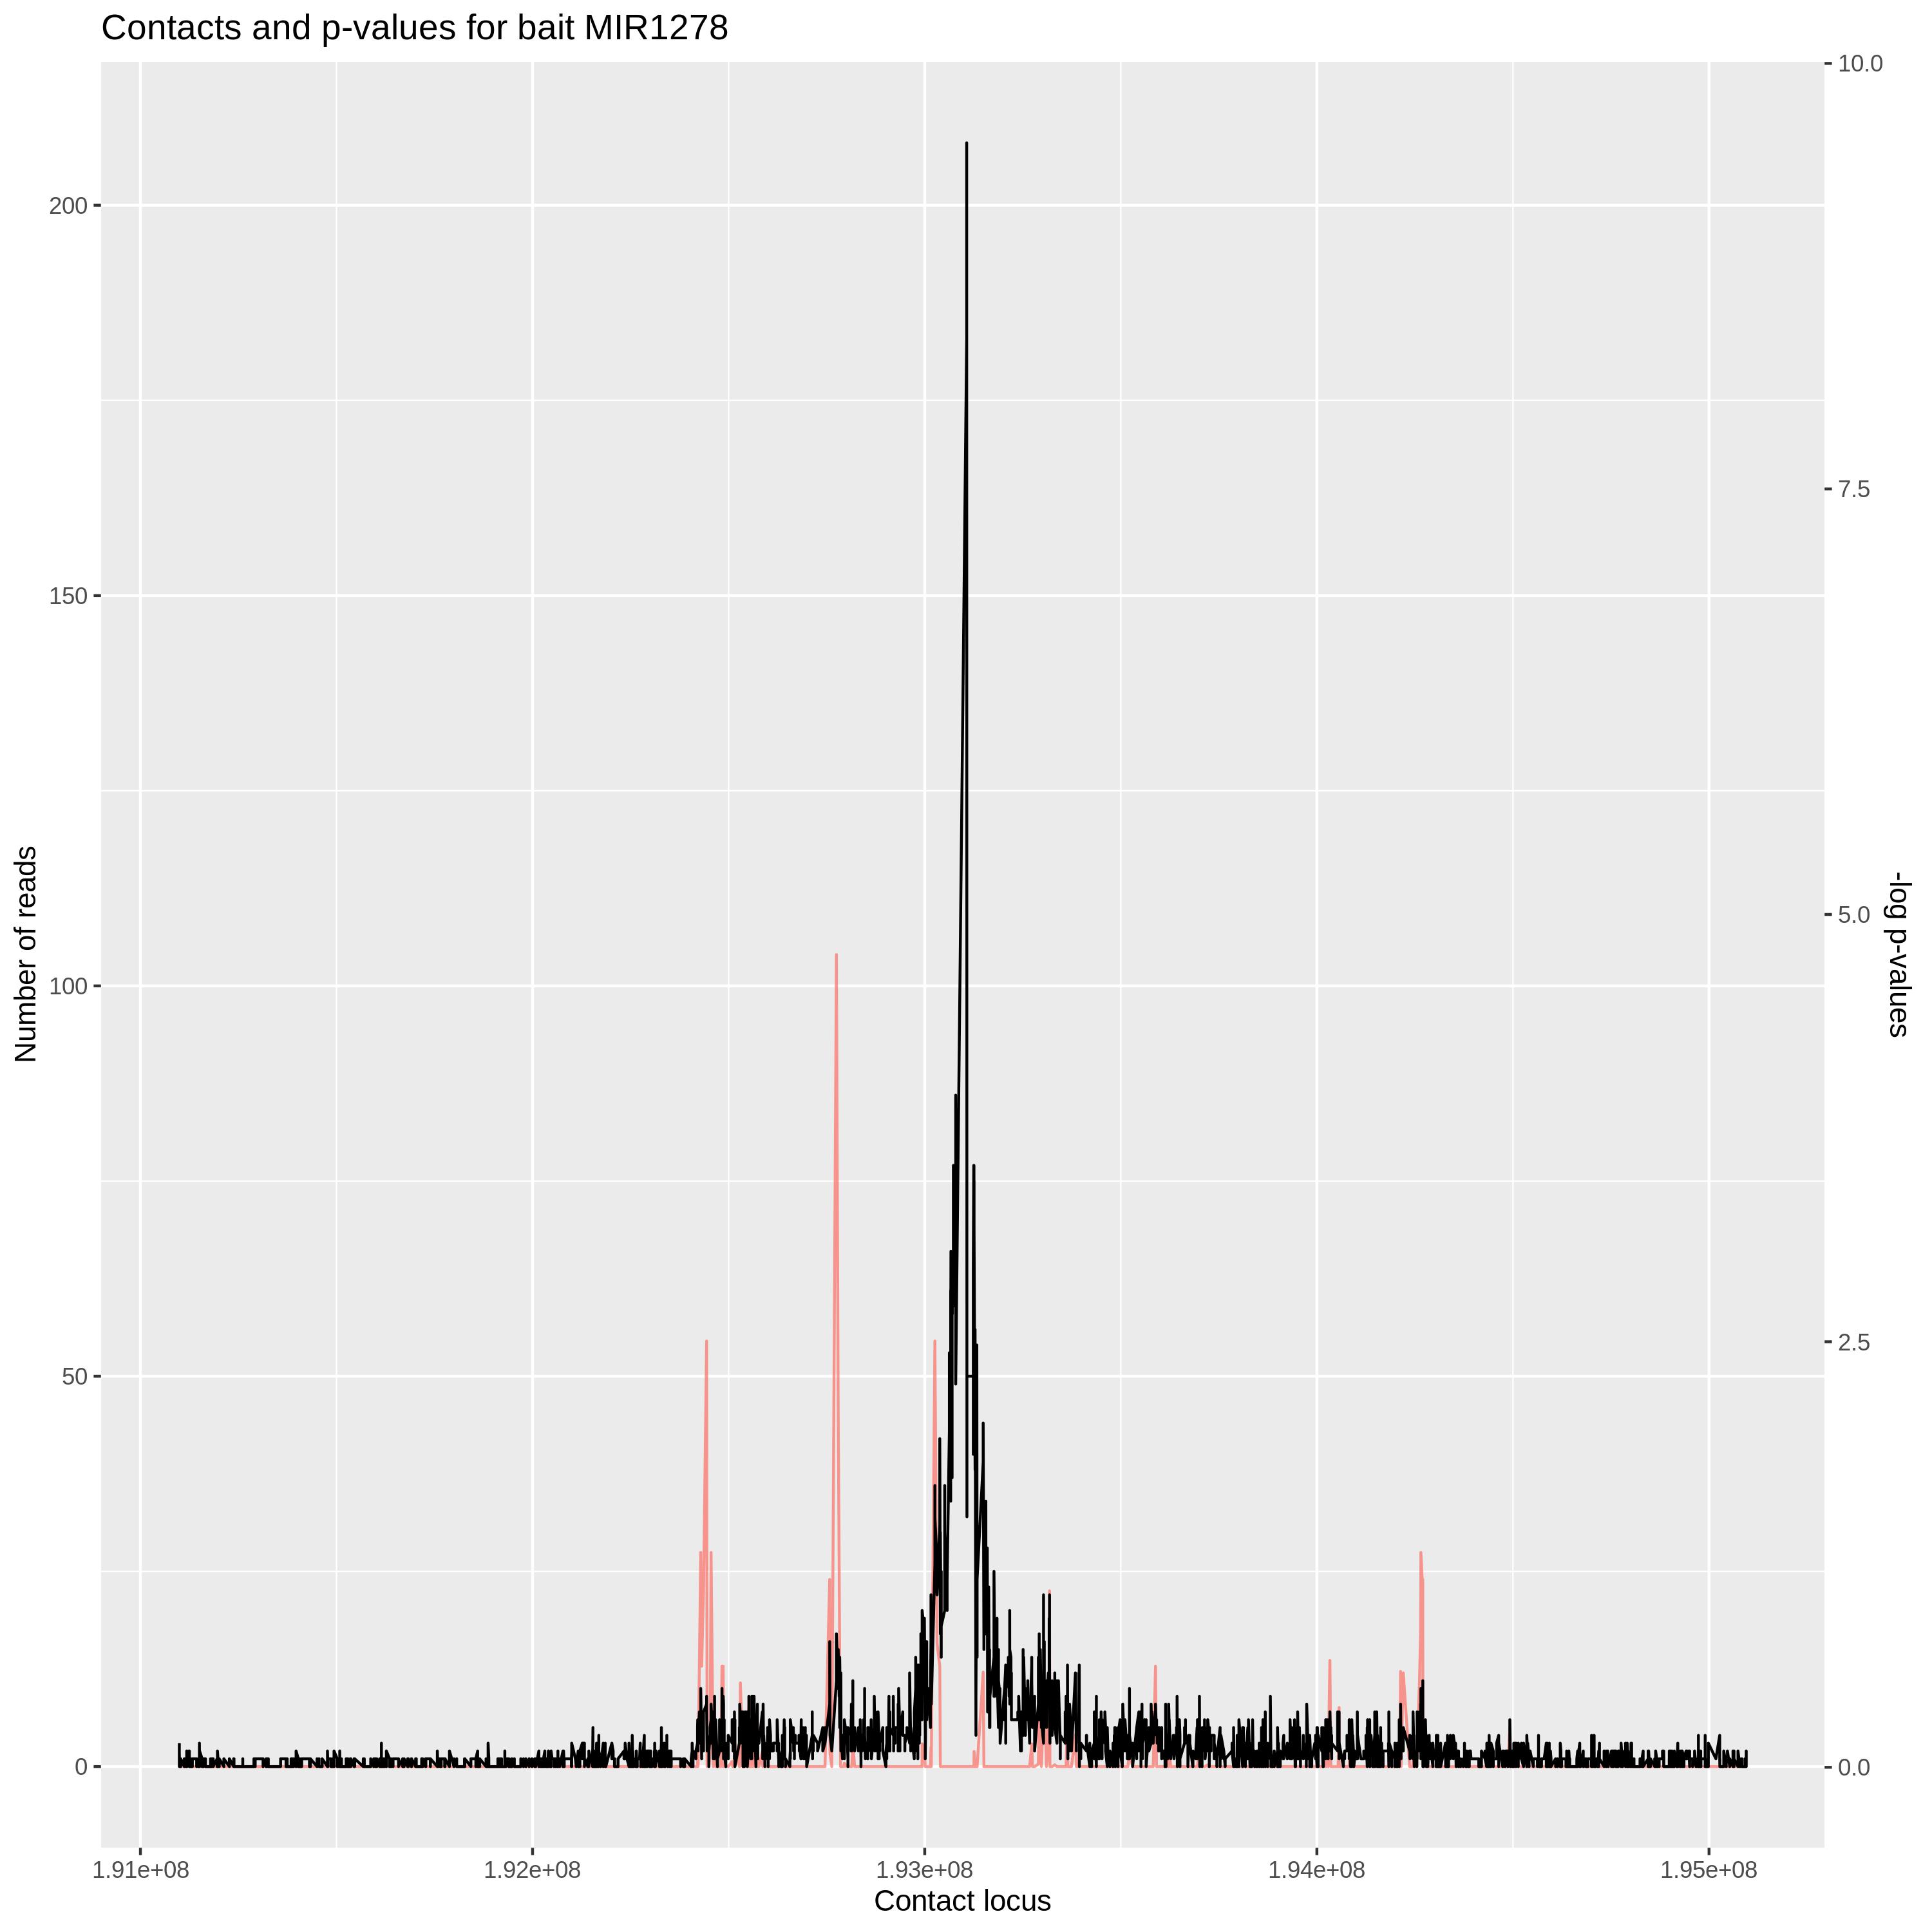 Contacts and p-values for bait MIR1278
10.0
200
7.5
150
Number of reads
-log p-values
5.0
100
2.5
50
0
0.0
1.91e+08 1.92e+08 1.93e+08 1.94e+08 1.95e+08
Contact locus